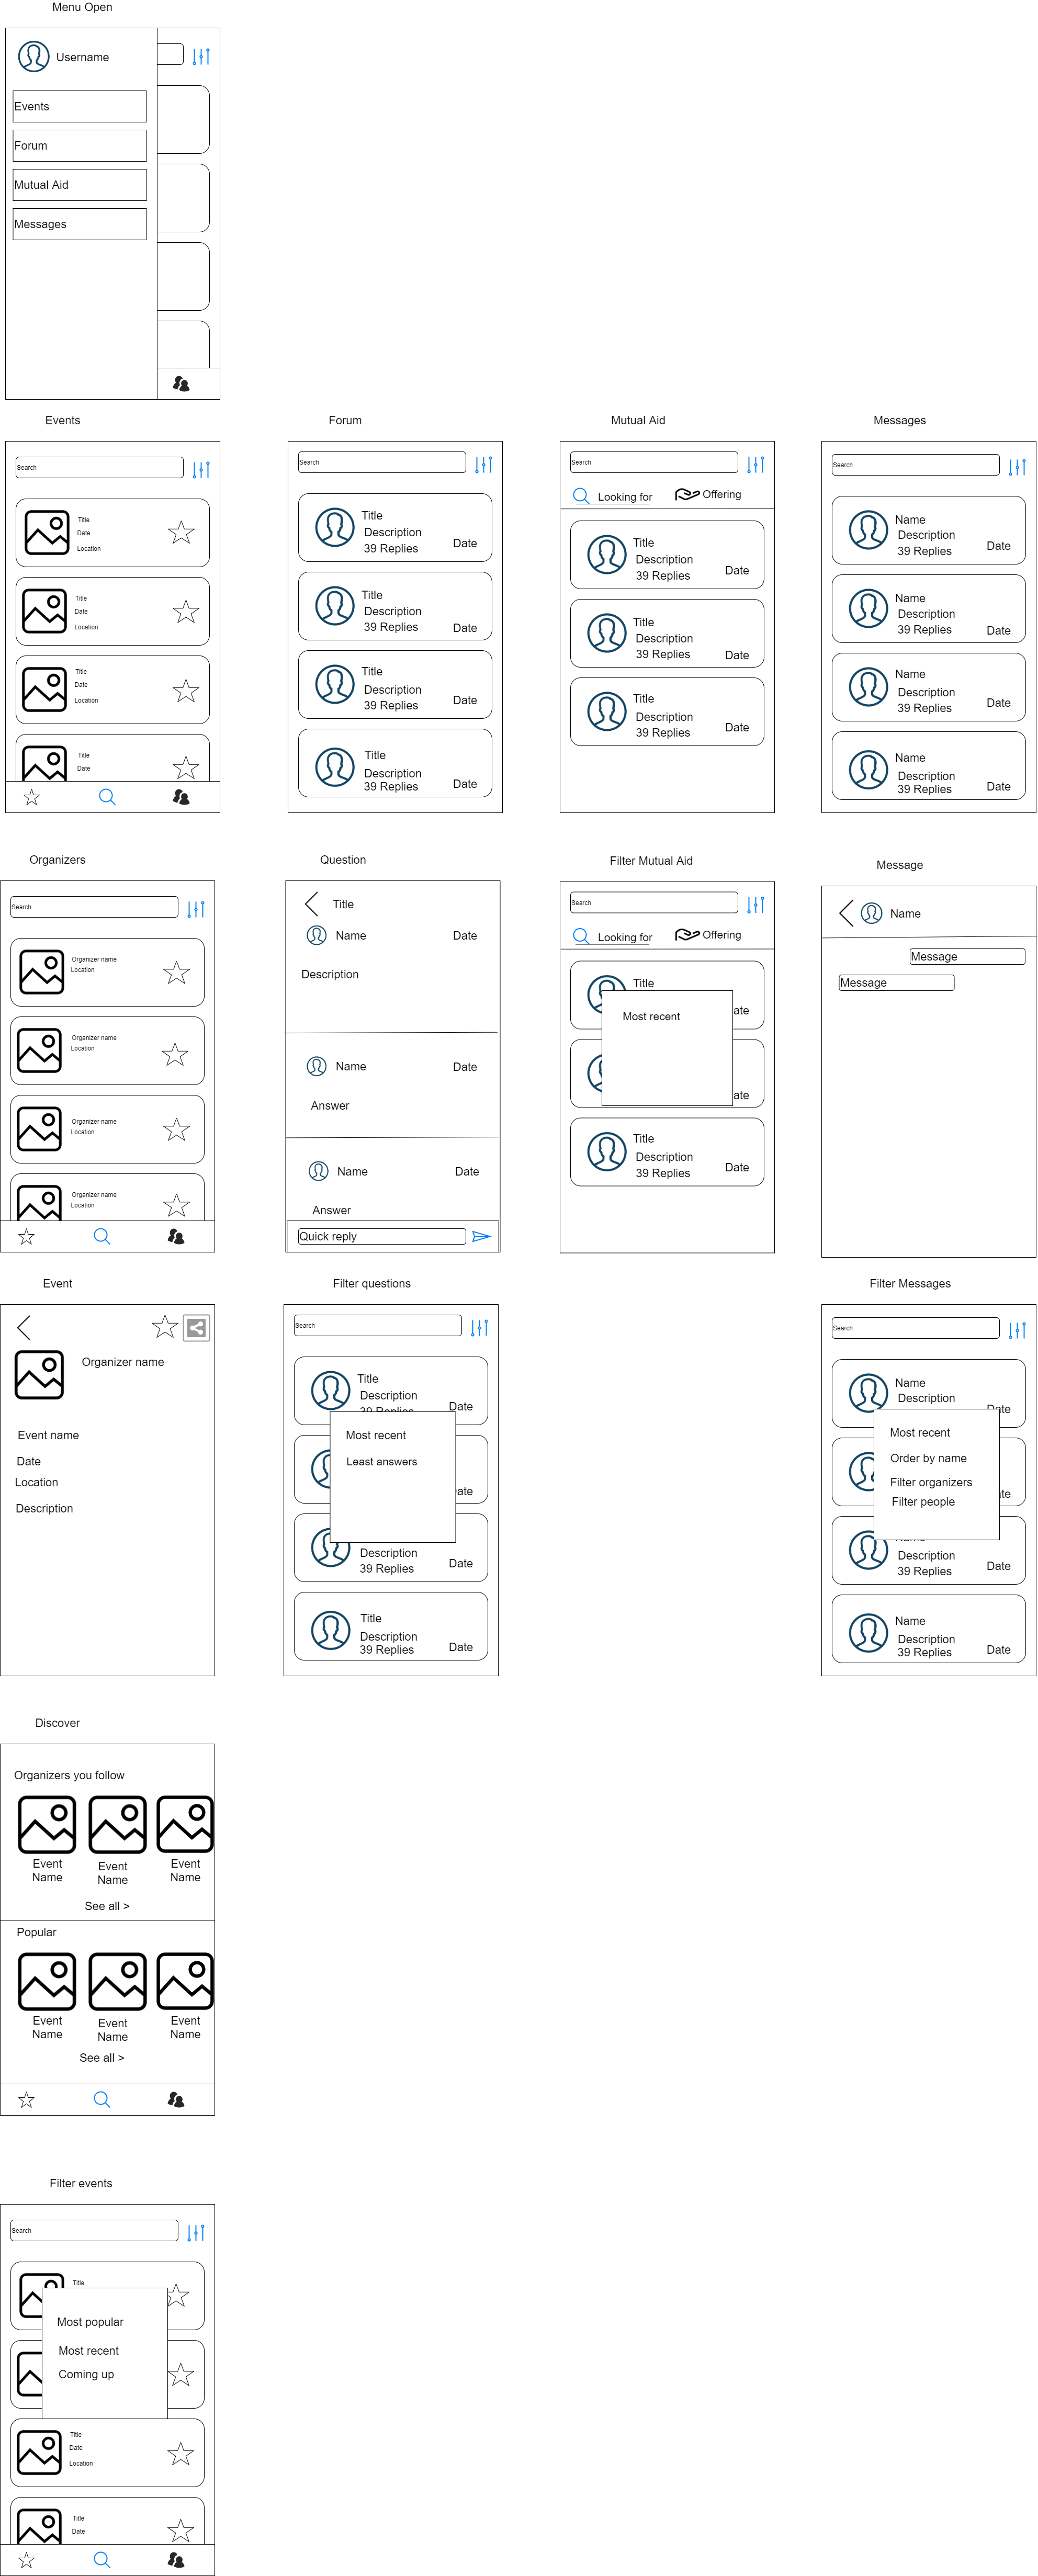 Menu Open
Username
Events
Forum
Mutual Aid
Messages
Events
Search
Title
Date
Location
Title
Date
Location
Title
Date
Location
Title
Date
Forum
Search
Title
Description
39 Replies
Date
Title
Description
39 Replies
Date
Title
Description
39 Replies
Date
Title
Description
39 Replies
Date
Mutual Aid
Search
Looking for
Offering
Title
Description
39 Replies
Date
Title
Description
39 Replies
Date
Title
Description
39 Replies
Date
Messages
Search
Name
Description
39 Replies
Date
Name
Description
39 Replies
Date
Name
Description
39 Replies
Date
Name
Description
39 Replies
Date
Organizers
Search
Organizer name
Location
Organizer name
Location
Organizer name
Location
Organizer name
Location
Question
Title
Name
Date
Description
Name
Date
Answer
Name
Date
Answer
Quick reply
Filter Mutual Aid
Search
Looking for
Offering
Title
ate
Most recent
ate
Title
Description
39 Replies
Date
Message
Name
Message
Message
Event
Organizer name
Event name
Date
Location
Description
Filter questions
Search
Title
Description
39 Replies
Date
Most recent
Least answers
ate
Description
39 Replies
Date
Title
Description
39 Replies
Date
Filter Messages
Search
Name
Description
Date
Most recent
Order by name
Filter organizers
Filter people
te
Name
Description
39 Replies
Date
Name
Description
39 Replies
Date
Discover
Organizers you follow
Event
Name
Event
Name
Event
Name
See all >
Popular
Event
Name
Event
Name
Event
Name
See all >
Filter events
Search
Title
Most popular
Most recent
Coming up
Title
Date
Location
Title
Date